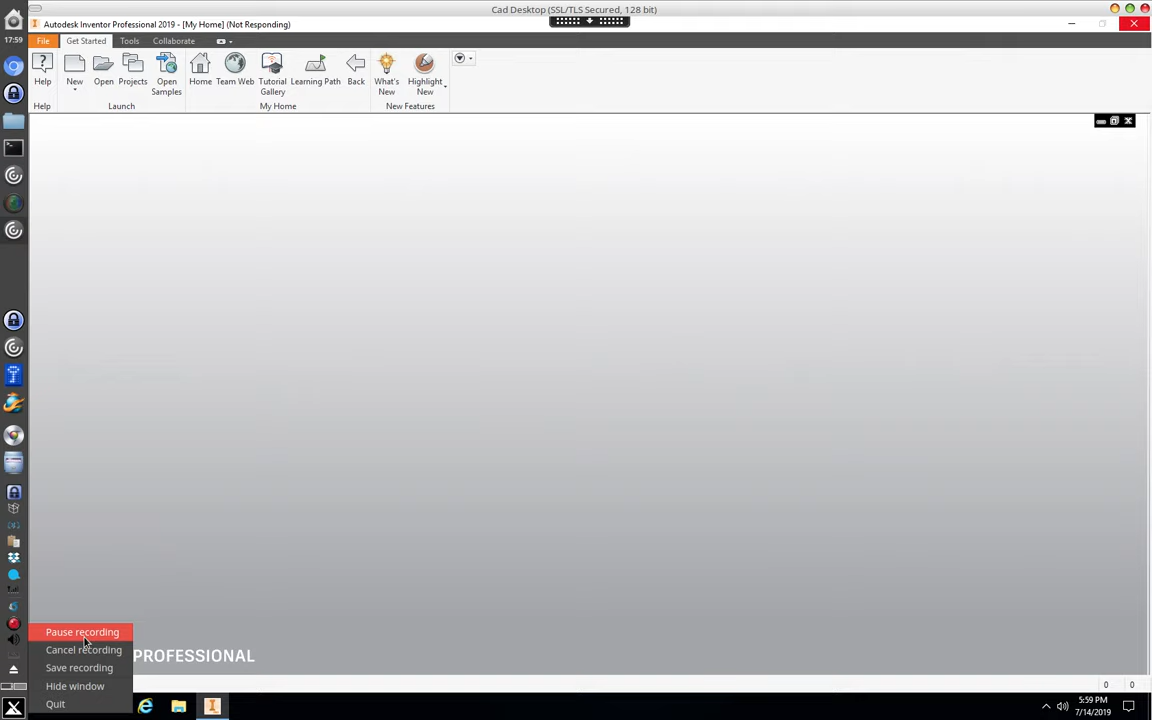 Cad Desktop (SSL/TLS Secured, 128 bit)
Autodesk Inventor Professional 2019 - [My Home] (Not Responding)
17:59
File Get Started Tools Collaborate
Help New Open Projects Open Samples Home Team Web Tutorial Gallery Learning Path Back What's New Highlight New
Help Launch My Home New Features
Pause recording
Cancel recording
PROFESSIONAL
Save recording
Hide window
0 0
Quit
5:59 PM
7/14/2019